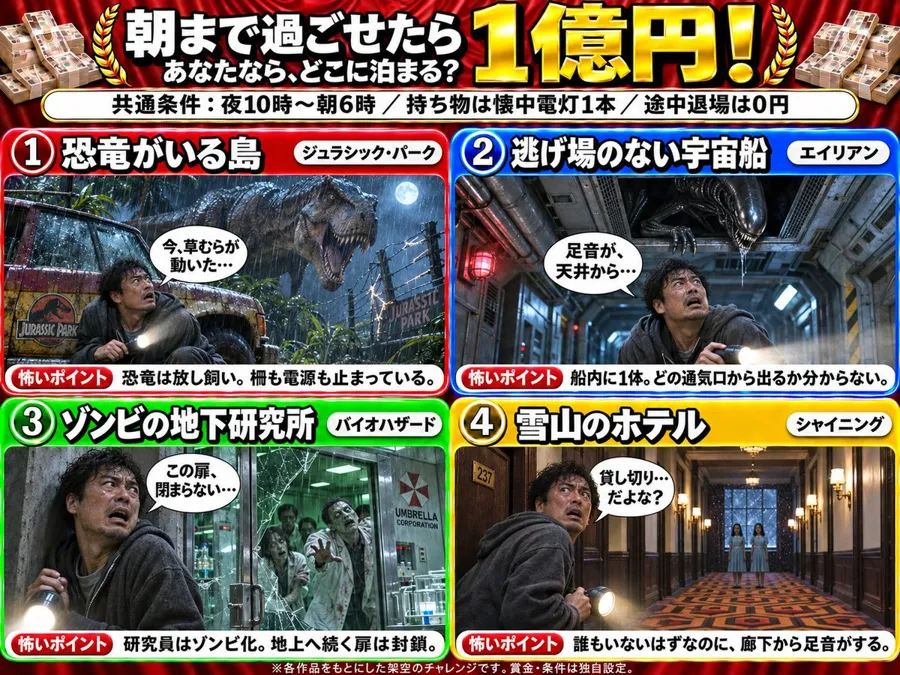 朝まで過ごせたら
あなたなら、どこに泊まる?
1億円!
共通条件：夜10時～朝6時 ／ 持ち物は懐中電灯1本 ／ 途中退場は0円
1 恐竜がいる島
ジュラシック・パーク
今、草むらが
動いた…
JURASSIC PARK
JURASSIC
PARK
怖いポイント
恐竜は放し飼い。柵も電源も止まっている。
2 逃げ場のない宇宙船
エイリアン
足音が、
天井から…
怖いポイント
船内に1体。どの通気口から出るか分からない。
3 ゾンビの地下研究所
バイオハザード
この扉、
閉まらない…
UMBRELLA
CORPORATION
怖いポイント
研究員はゾンビ化。地上へ続く扉は封鎖。
4 雪山のホテル
シャイニング
237
貸し切り…
だよな?
怖いポイント
誰もいないはずなのに、廊下から足音がする。
※各作品をもとにした架空のチャレンジです。賞金・条件は独自設定。